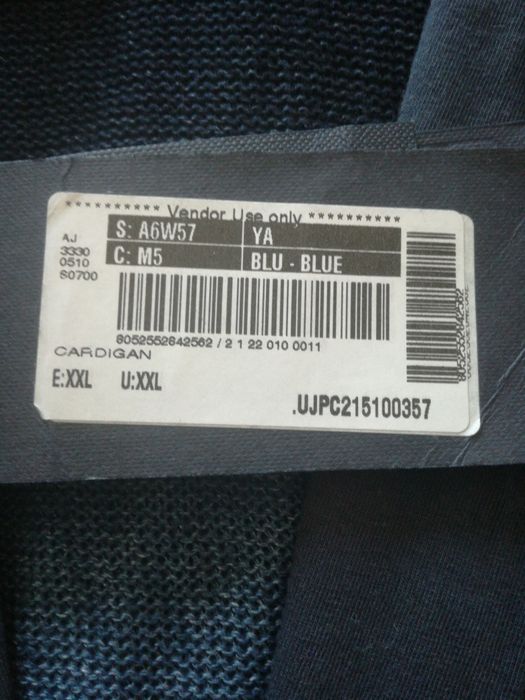 ********** Vendor Use only **********
AJ
3330
0510
S0700
S: A6W57 YA
C: M5 BLU - BLUE
8052552642562 / 2 1 22 010 0011
8052552642562
CARDIGAN
E:XXL U:XXL
.UJPC215100357